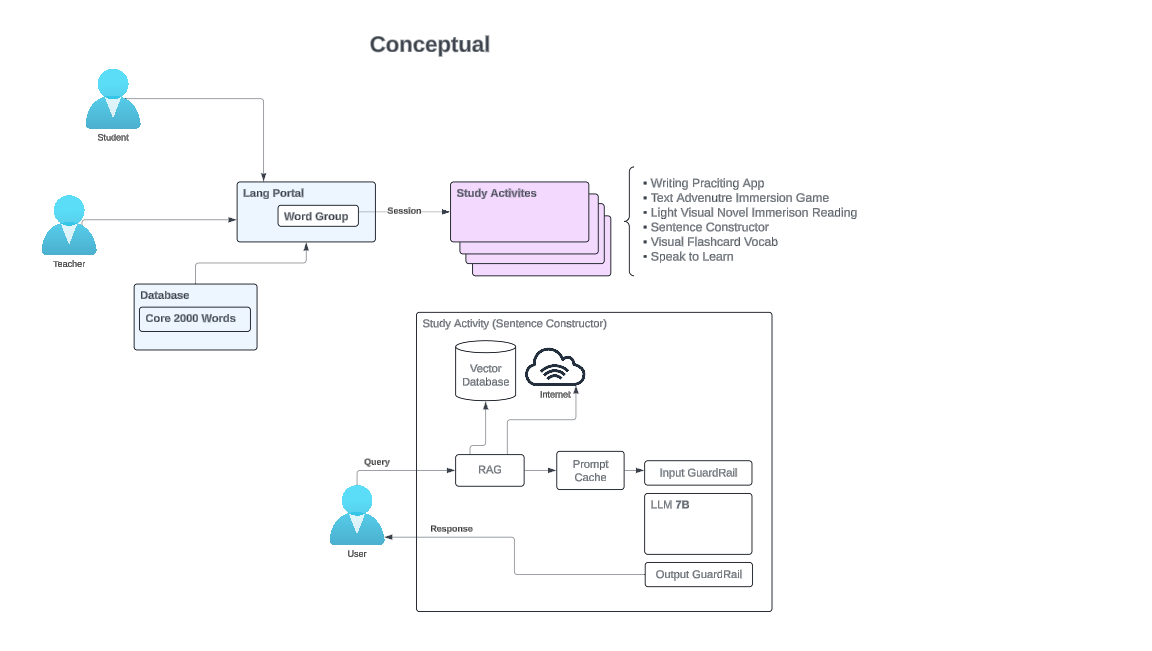 Conceptual
Student
Lang Portal
Word Group
Session
Study Activites
▪ Writing Praciting App
▪ Text Advenutre Immersion Game
▪ Light Visual Novel Immerison Reading
▪ Sentence Constructor
▪ Visual Flashcard Vocab
▪ Speak to Learn
Teacher
Database
Core 2000 Words
Study Activity (Sentence Constructor)
Vector
Database
Internet
Query
RAG
Prompt
Cache
Input GuardRail
LLM 7B
Response
User
Output GuardRail